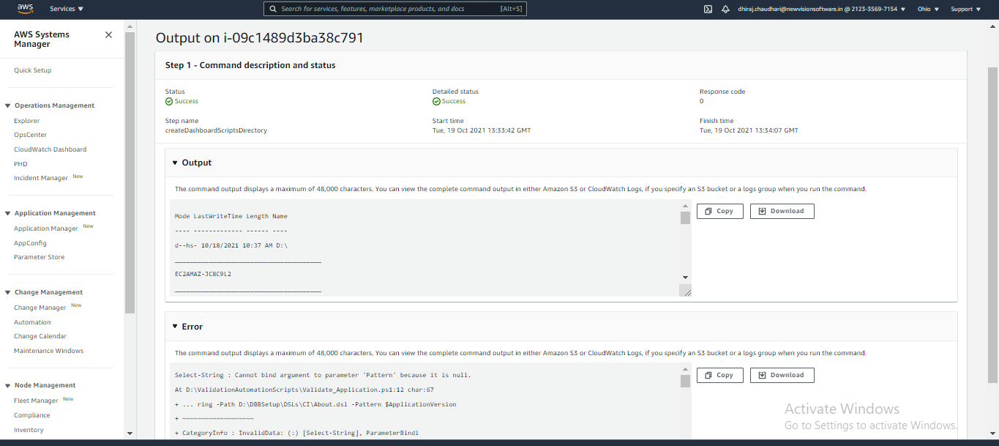 aws
Services ▼
Search for services, features, marketplace products, and docs [Alt+S]
dhiraj.chaudhari@newvisionsoftware.in @ 2123-3569-7154 ▼
Ohio ▼
Support ▼
AWS Systems
Manager
Quick Setup
Operations Management
Explorer
OpsCenter
CloudWatch Dashboard
PHD
Incident Manager New
Application Management
Application Manager New
AppConfig
Parameter Store
Change Management
Change Manager New
Automation
Change Calendar
Maintenance Windows
Node Management
Fleet Manager New
Compliance
Inventory
Output on i-09c1489d3ba38c791
Step 1 - Command description and status
Status
Success
Detailed status
Success
Response code
0
Step name
createDashboardScriptsDirectory
Start time
Tue, 19 Oct 2021 13:33:42 GMT
Finish time
Tue, 19 Oct 2021 13:34:07 GMT
Output
The command output displays a maximum of 48,000 characters. You can view the complete command output in either Amazon S3 or CloudWatch Logs, if you specify an S3 bucket or a logs group when you run the command.
Mode LastWriteTime Length Name
---- ------------- ------ ----
d--hs- 10/18/2021 10:37 AM D:\
_______________________________________
EC2AMAZ-JC8C9L2
_______________________________________
Copy
Download
Error
The command output displays a maximum of 48,000 characters. You can view the complete command output in either Amazon S3 or CloudWatch Logs, if you specify an S3 bucket or a logs group when you run the command.
Select-String : Cannot bind argument to parameter 'Pattern' because it is null.
At D:\ValidationAutomationScripts\Validate_Application.ps1:12 char:67
+ ... ring -Path D:\DBBSetup\DSLs\CI\About.dsl -Pattern $ApplicationVersion
+ ~~~~~~~~~~~~~~~~~~~
+ CategoryInfo : InvalidData: (:) [Select-String], ParameterBindi
Copy
Download
Activate Windows
Go to Settings to activate Windows.